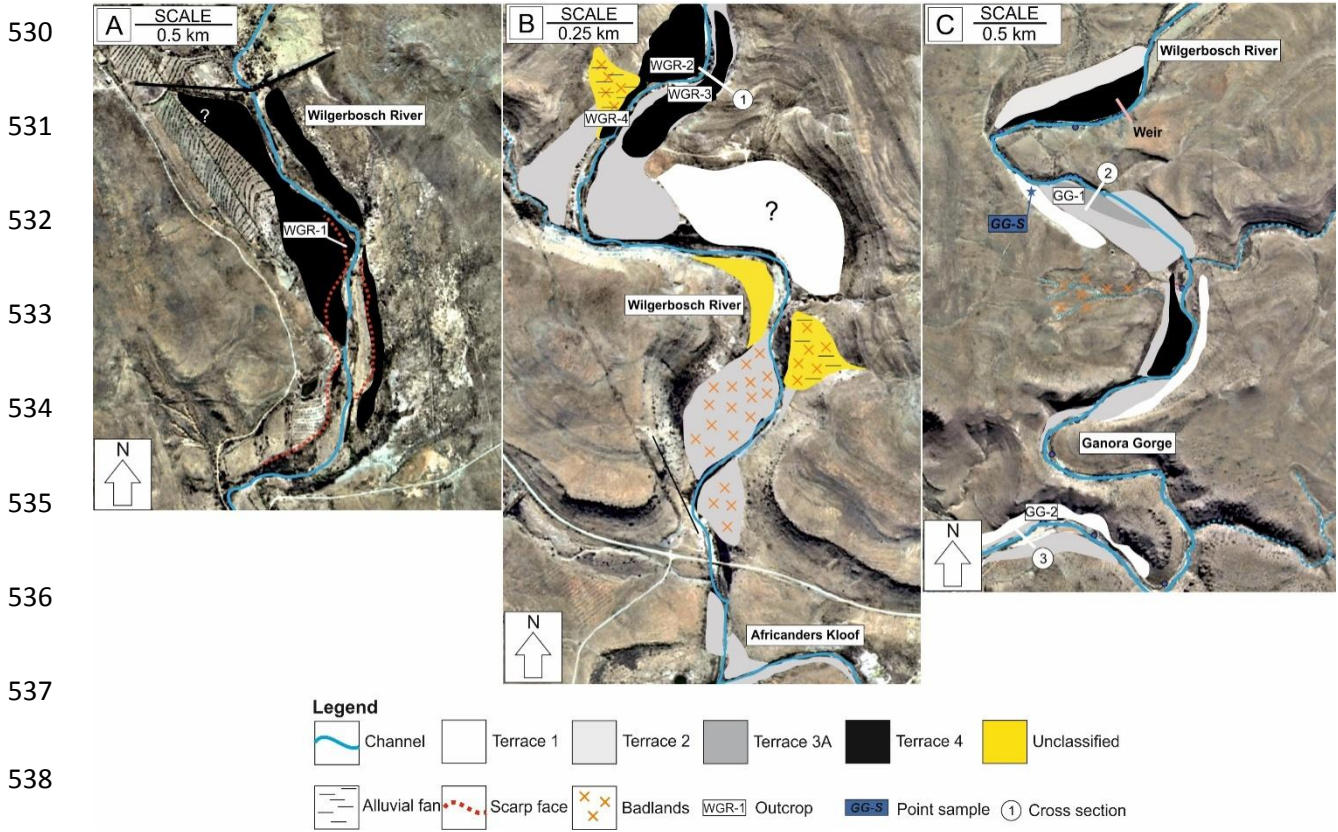 530
531
532
533
534
535
536
537
538
A
SCALE
0.5 km
?
Wilgerbosch River
WGR-1
N
B
SCALE
0.25 km
WGR-2
1
WGR-3
WGR-4
?
Wilgerbosch River
N
Africanders Kloof
C
SCALE
0.5 km
Wilgerbosch River
Weir
2
GG-1
GG-S
Ganora Gorge
GG-2
N
3
Legend
Channel
Terrace 1
Terrace 2
Terrace 3A
Terrace 4
Unclassified
Alluvial fan
Scarp face
Badlands
WGR-1 Outcrop
GG-S Point sample
1 Cross section